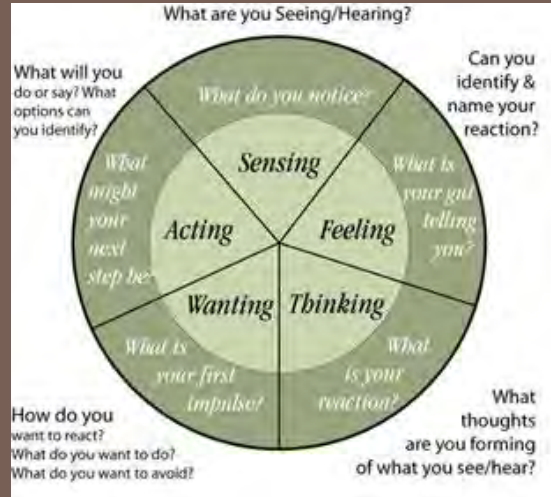 What are you Seeing/Hearing?
What will you
do or say? What
options can
you identify?
Can you
identify &
name your
reaction?
What do you notice?
Sensing
What
might
your
next
step be?
Acting
Feeling
What is
your gut
telling
you?
Wanting
Thinking
What is
your first
impulse?
What
is your
reaction?
How do you
want to react?
What do you want to do?
What do you want to avoid?
What
thoughts
are you forming
of what you see/hear?